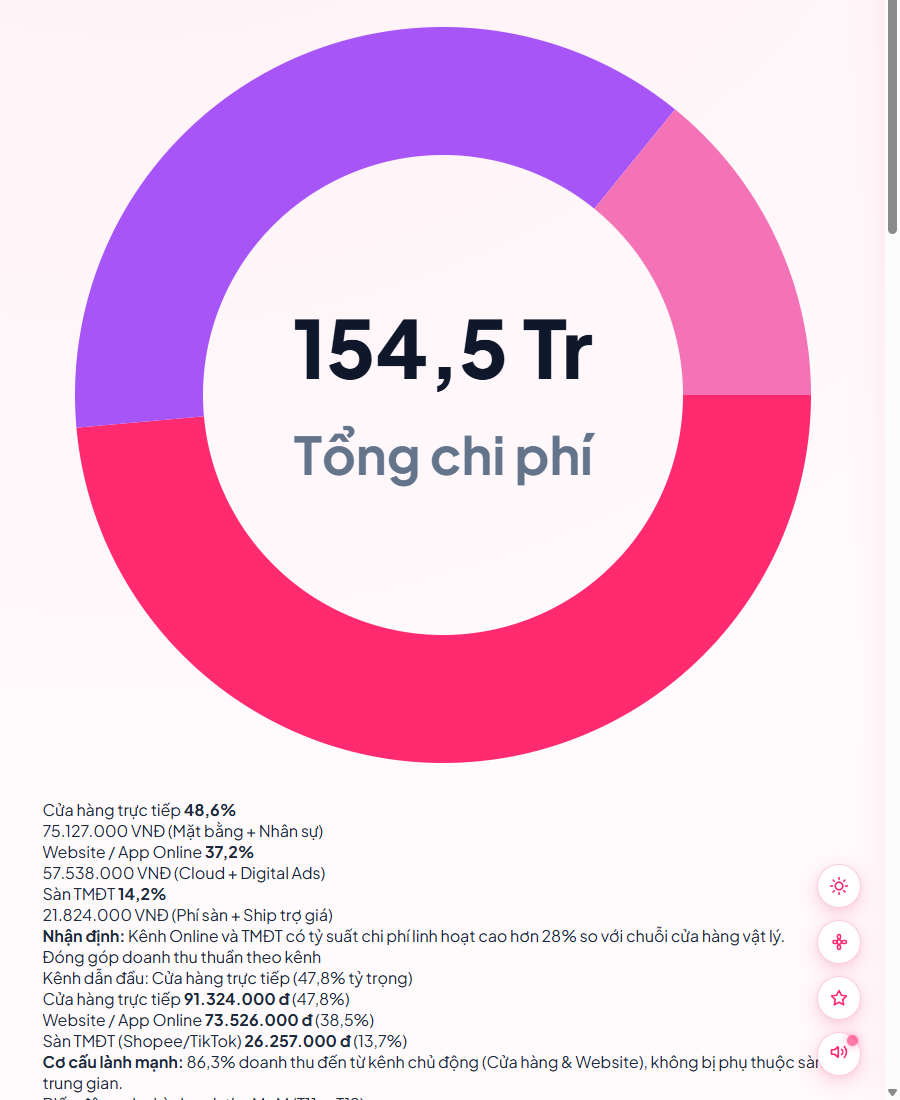 154,5 Tr
Tổng chi phí
Cửa hàng trực tiếp 48,6%
75.127.000 VNĐ (Mặt bằng + Nhân sự)
Website / App Online 37,2%
57.538.000 VNĐ (Cloud + Digital Ads)
Sàn TMĐT 14,2%
21.824.000 VNĐ (Phí sàn + Ship trợ giá)
Nhận định: Kênh Online và TMĐT có tỷ suất chi phí linh hoạt cao hơn 28% so với chuỗi cửa hàng vật lý.
Đóng góp doanh thu thuần theo kênh
Kênh dẫn đầu: Cửa hàng trực tiếp (47,8% tỷ trọng)
Cửa hàng trực tiếp 91.324.000 đ (47,8%)
Website / App Online 73.526.000 đ (38,5%)
Sàn TMĐT (Shopee/TikTok) 26.257.000 đ (13,7%)
Cơ cấu lành mạnh: 86,3% doanh thu đến từ kênh chủ động (Cửa hàng & Website), không bị phụ thuộc sàn
trung gian.